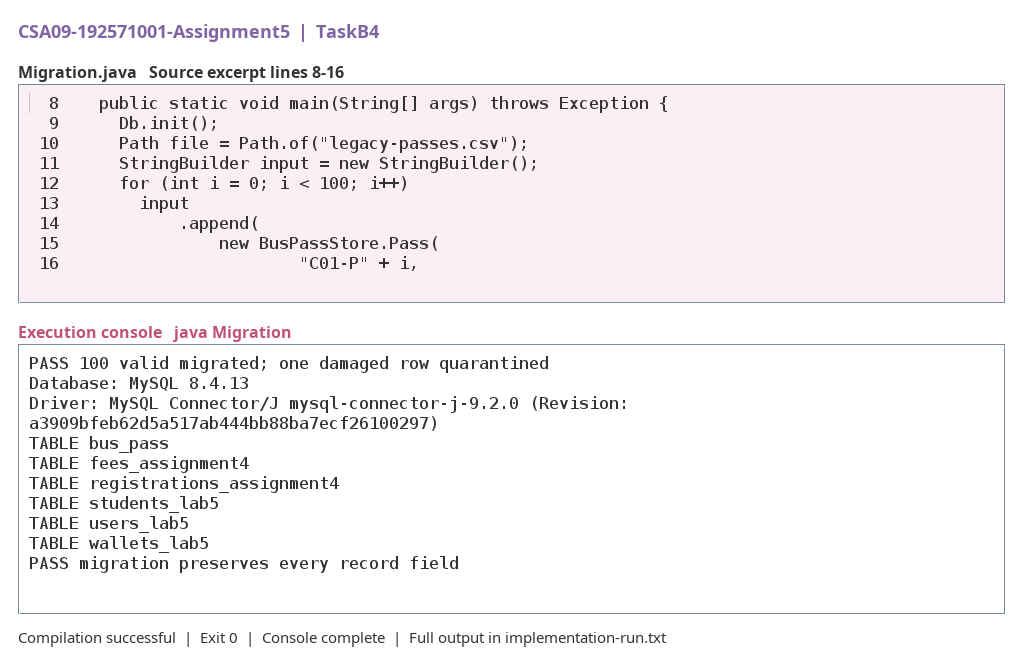 CSA09-192571001-Assignment5 | TaskB4
Migration.java Source excerpt lines 8-16
8 public static void main(String[] args) throws Exception {
9 Db.init();
10 Path file = Path.of("legacy-passes.csv");
11 StringBuilder input = new StringBuilder();
12 for (int i = 0; i < 100; i++)
13 input
14 .append(
15 new BusPassStore.Pass(
16 "C01-P" + i,
Execution console java Migration
PASS 100 valid migrated; one damaged row quarantined
Database: MySQL 8.4.13
Driver: MySQL Connector/J mysql-connector-j-9.2.0 (Revision:
a3909bfeb62d5a517ab444bb88ba7ecf26100297)
TABLE bus_pass
TABLE fees_assignment4
TABLE registrations_assignment4
TABLE students_lab5
TABLE users_lab5
TABLE wallets_lab5
PASS migration preserves every record field
Compilation successful | Exit 0 | Console complete | Full output in implementation-run.txt